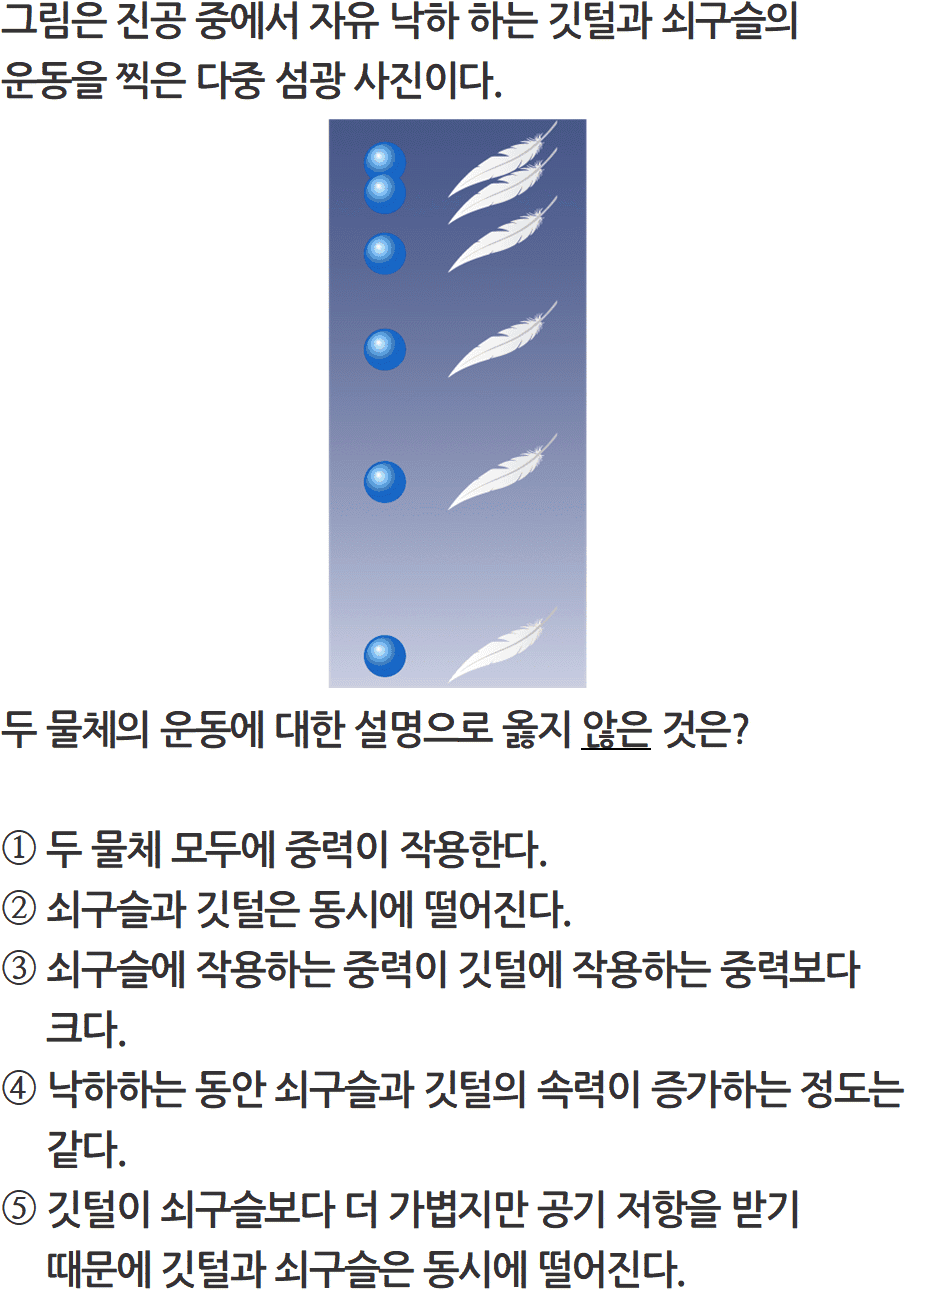 그림은 진공 중에서 자유 낙하 하는 깃털과 쇠구슬의
운동을 찍은 다중 섬광 사진이다.
두 물체의 운동에 대한 설명으로 옳지 않은 것은?
① 두 물체 모두에 중력이 작용한다.
② 쇠구슬과 깃털은 동시에 떨어진다.
③ 쇠구슬에 작용하는 중력이 깃털에 작용하는 중력보다
크다.
④ 낙하하는 동안 쇠구슬과 깃털의 속력이 증가하는 정도는
같다.
⑤ 깃털이 쇠구슬보다 더 가볍지만 공기 저항을 받기
때문에 깃털과 쇠구슬은 동시에 떨어진다.